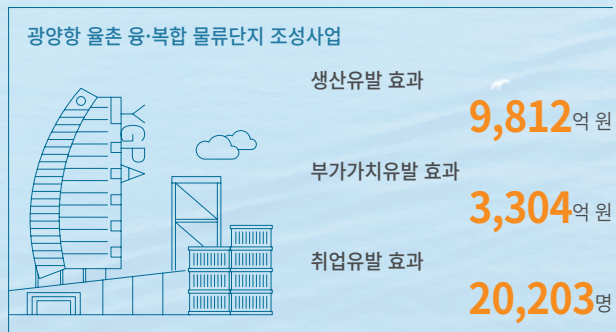 광양항 율촌 융·복합 물류단지 조성사업
YGPA
생산유발 효과
9,812억 원
부가가치유발 효과
3,304억 원
취업유발 효과
20,203명